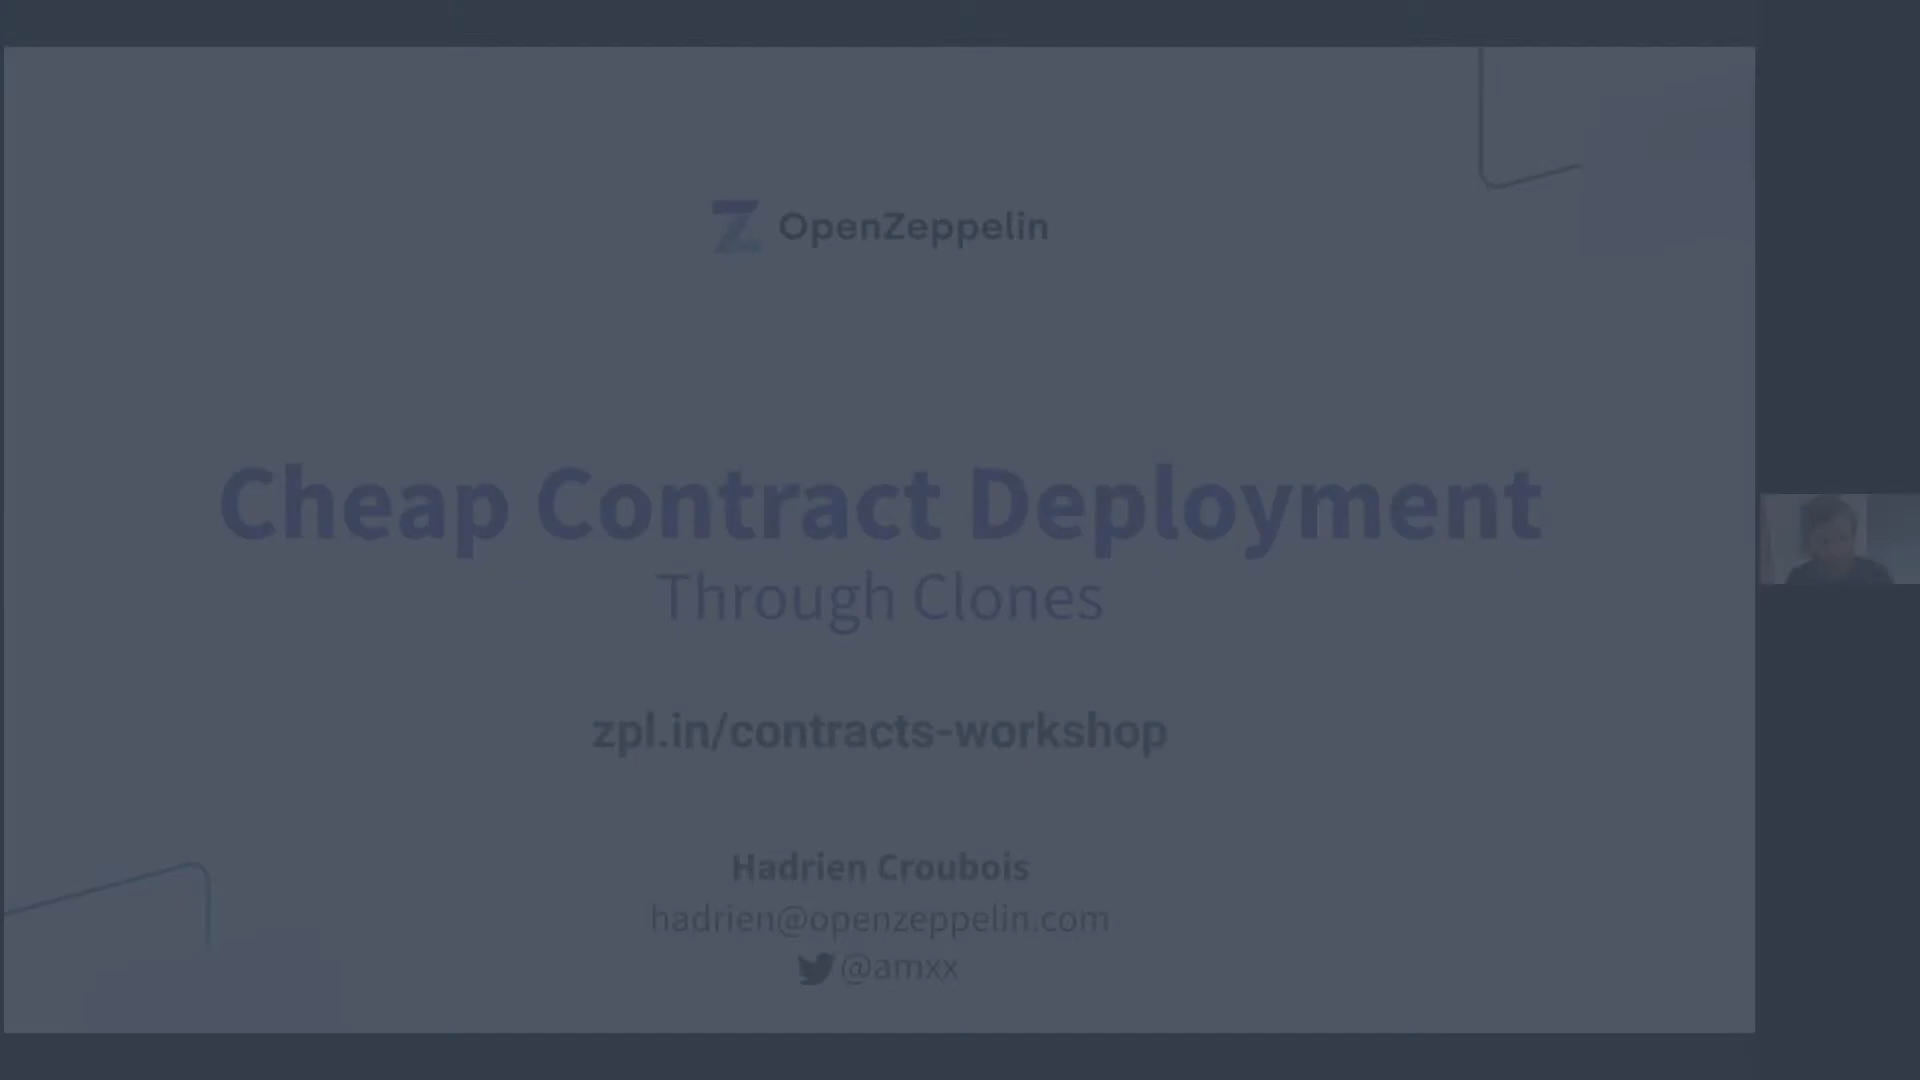 OpenZeppelin
Cheap Contract Deployment
Through Clones
zpl.in/contracts-workshop
Hadrien Croubois
hadrien@openzeppelin.com
@amxx